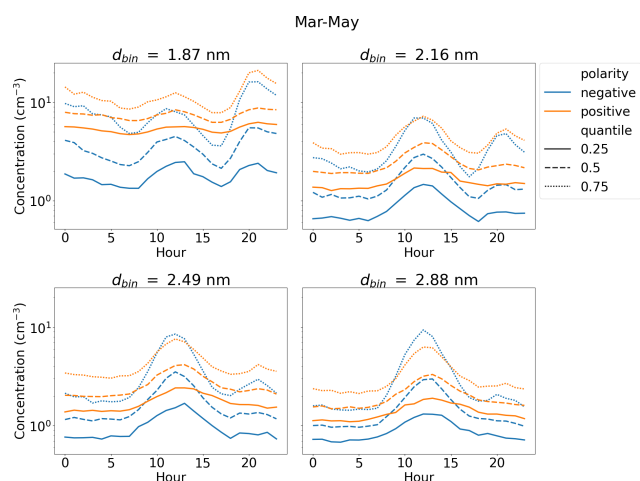 Mar-May
d_bin = 1.87 nm
d_bin = 2.16 nm
Concentration (cm⁻³)
10¹
10⁰
0 5 10 15 20
Hour
0 5 10 15 20
Hour
polarity
negative
positive
quantile
0.25
0.5
0.75
d_bin = 2.49 nm
d_bin = 2.88 nm
Concentration (cm⁻³)
10¹
10⁰
0 5 10 15 20
Hour
0 5 10 15 20
Hour